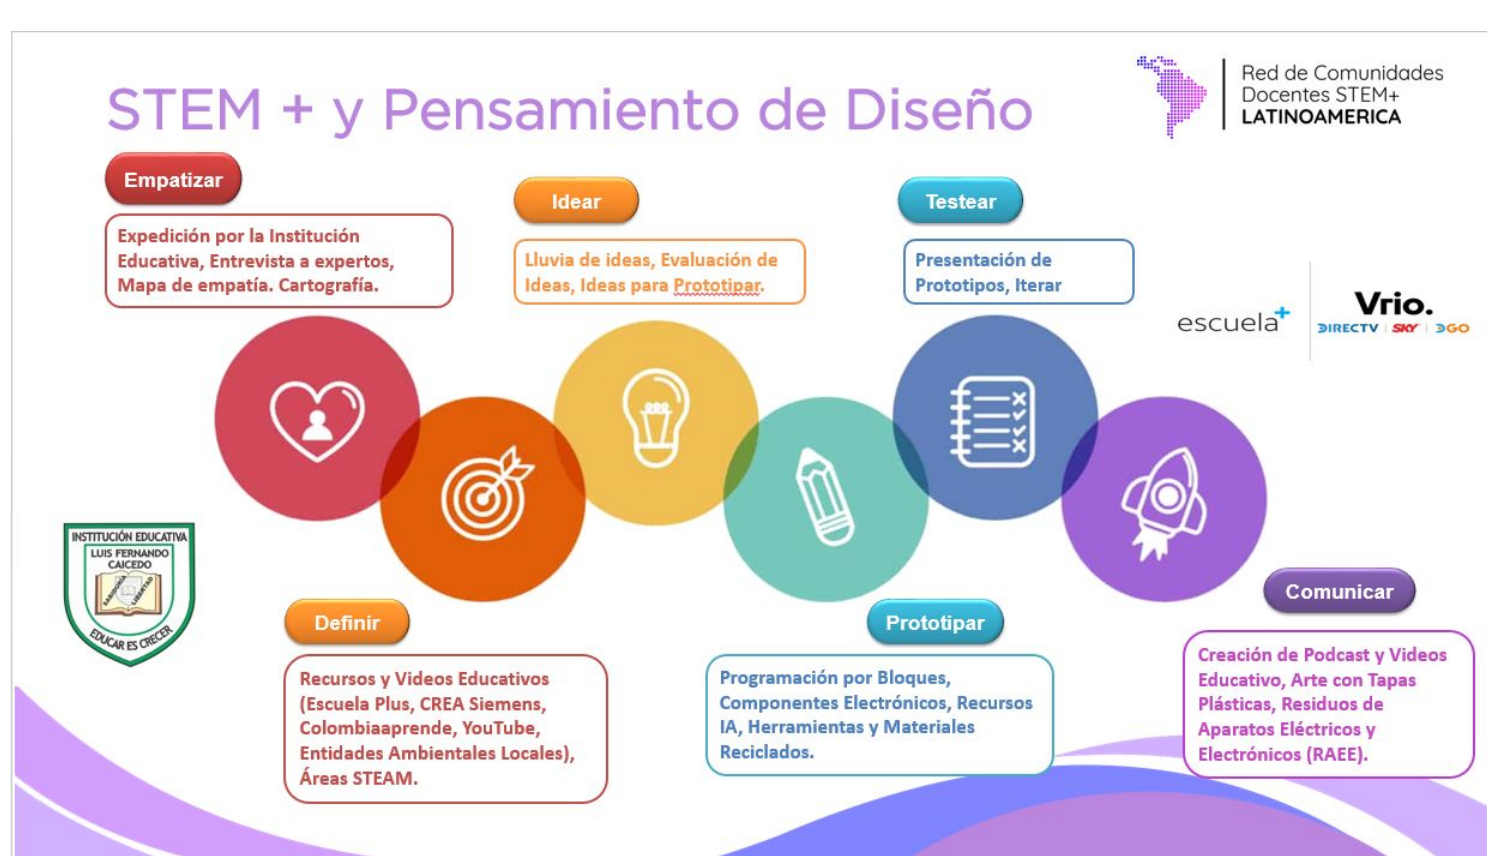 STEM + y Pensamiento de Diseño
Red de Comunidades
Docentes STEM+
LATINOAMERICA
Empatizar
Expedición por la Institución
Educativa, Entrevista a expertos,
Mapa de empatía. Cartografía.
Idear
Lluvia de ideas, Evaluación de
Ideas, Ideas para Prototipar.
Testear
Presentación de
Prototipos, Iterar
escuela+
Vrio.
DIRECTV | SKY | DGO
INSTITUCIÓN EDUCATIVA
LUIS FERNANDO
CAICEDO
SABIDURÍA
LIBERTAD
EDUCAR ES CRECER
Definir
Recursos y Videos Educativos
(Escuela Plus, CREA Siemens,
Colombiaaprende, YouTube,
Entidades Ambientales Locales),
Áreas STEAM.
Prototipar
Programación por Bloques,
Componentes Electrónicos, Recursos
IA, Herramientas y Materiales
Reciclados.
Comunicar
Creación de Podcast y Videos
Educativo, Arte con Tapas
Plásticas, Residuos de
Aparatos Eléctricos y
Electrónicos (RAEE).